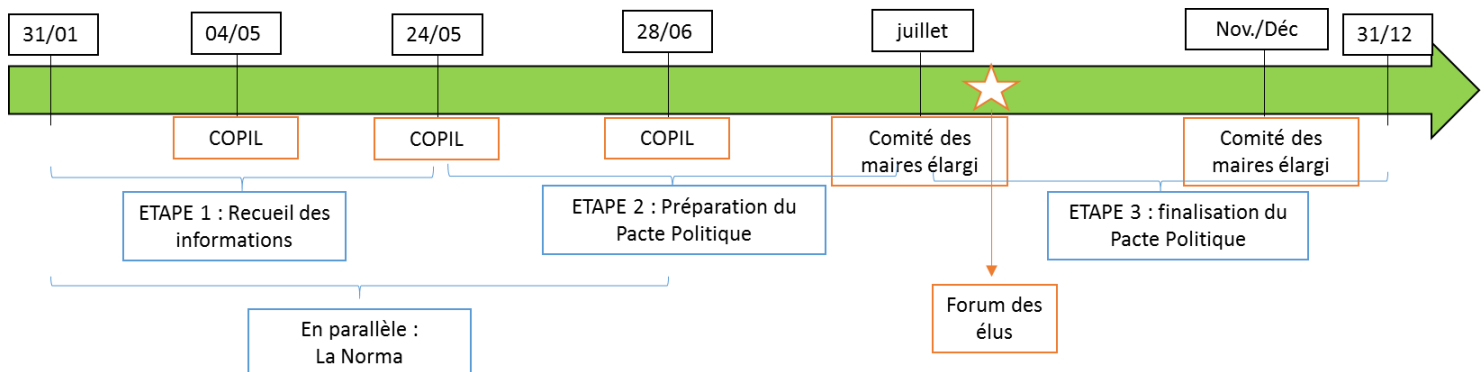 31/01
04/05
24/05
28/06
juillet
Nov./Déc
31/12
COPIL
COPIL
COPIL
Comité des
maires élargi
Comité des
maires élargi
ETAPE 1 : Recueil des
informations
ETAPE 2 : Préparation du
Pacte Politique
ETAPE 3 : finalisation du
Pacte Politique
En parallèle :
La Norma
Forum des
élus